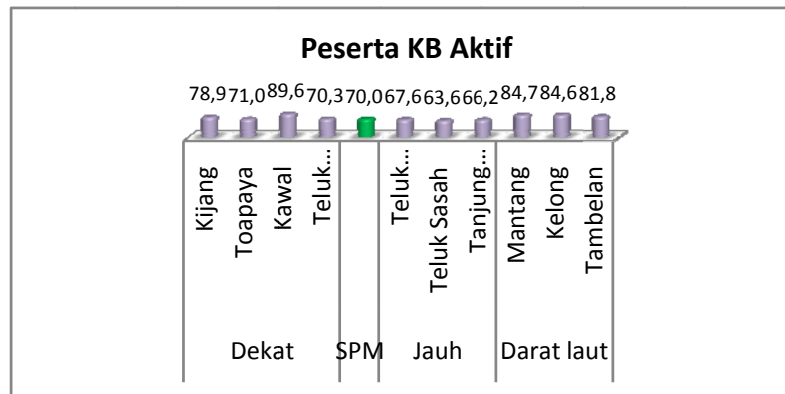 Peserta KB Aktif
78,9 71,0 89,6 70,3 70,0 67,6 63,6 66,2 84,7 84,6 81,8
Kijang
Toapaya
Kawal
Teluk...
Teluk...
Teluk Sasah
Tanjung...
Mantang
Kelong
Tambelan
Dekat SPM Jauh Darat laut